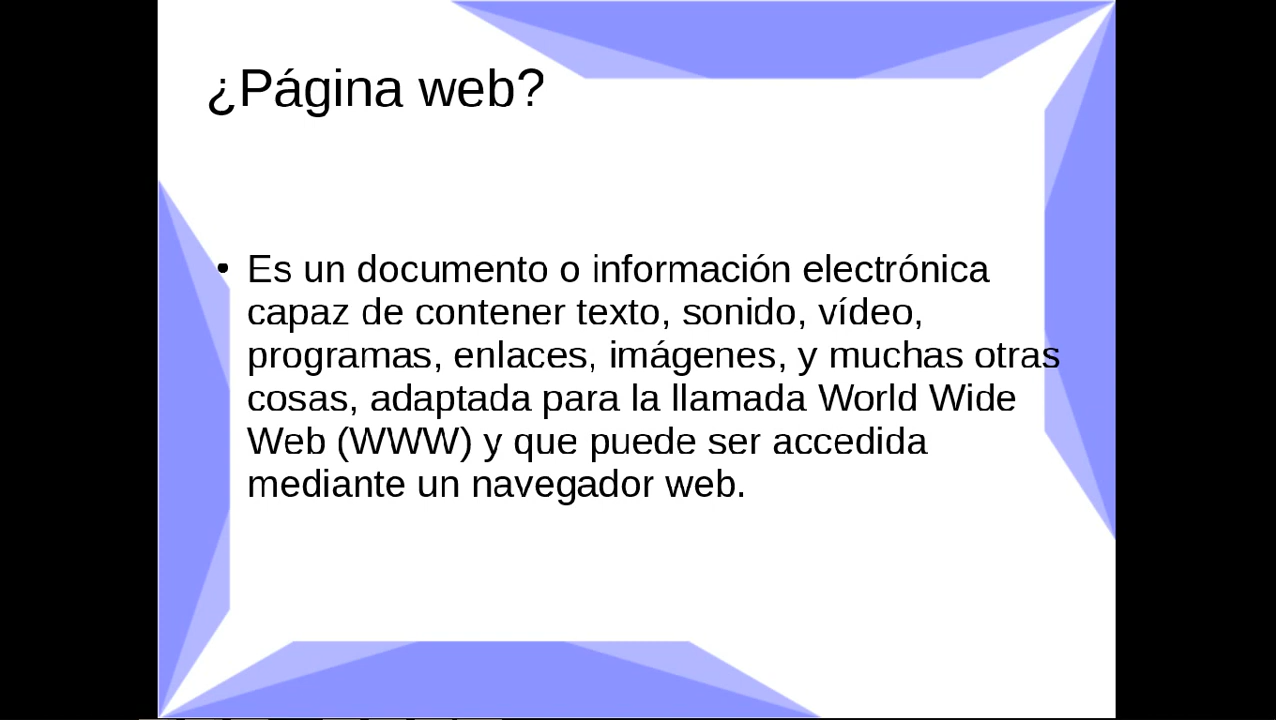 ¿Página web?
• Es un documento o información electrónica
capaz de contener texto, sonido, vídeo,
programas, enlaces, imágenes, y muchas otras
cosas, adaptada para la llamada World Wide
Web (WWW) y que puede ser accedida
mediante un navegador web.